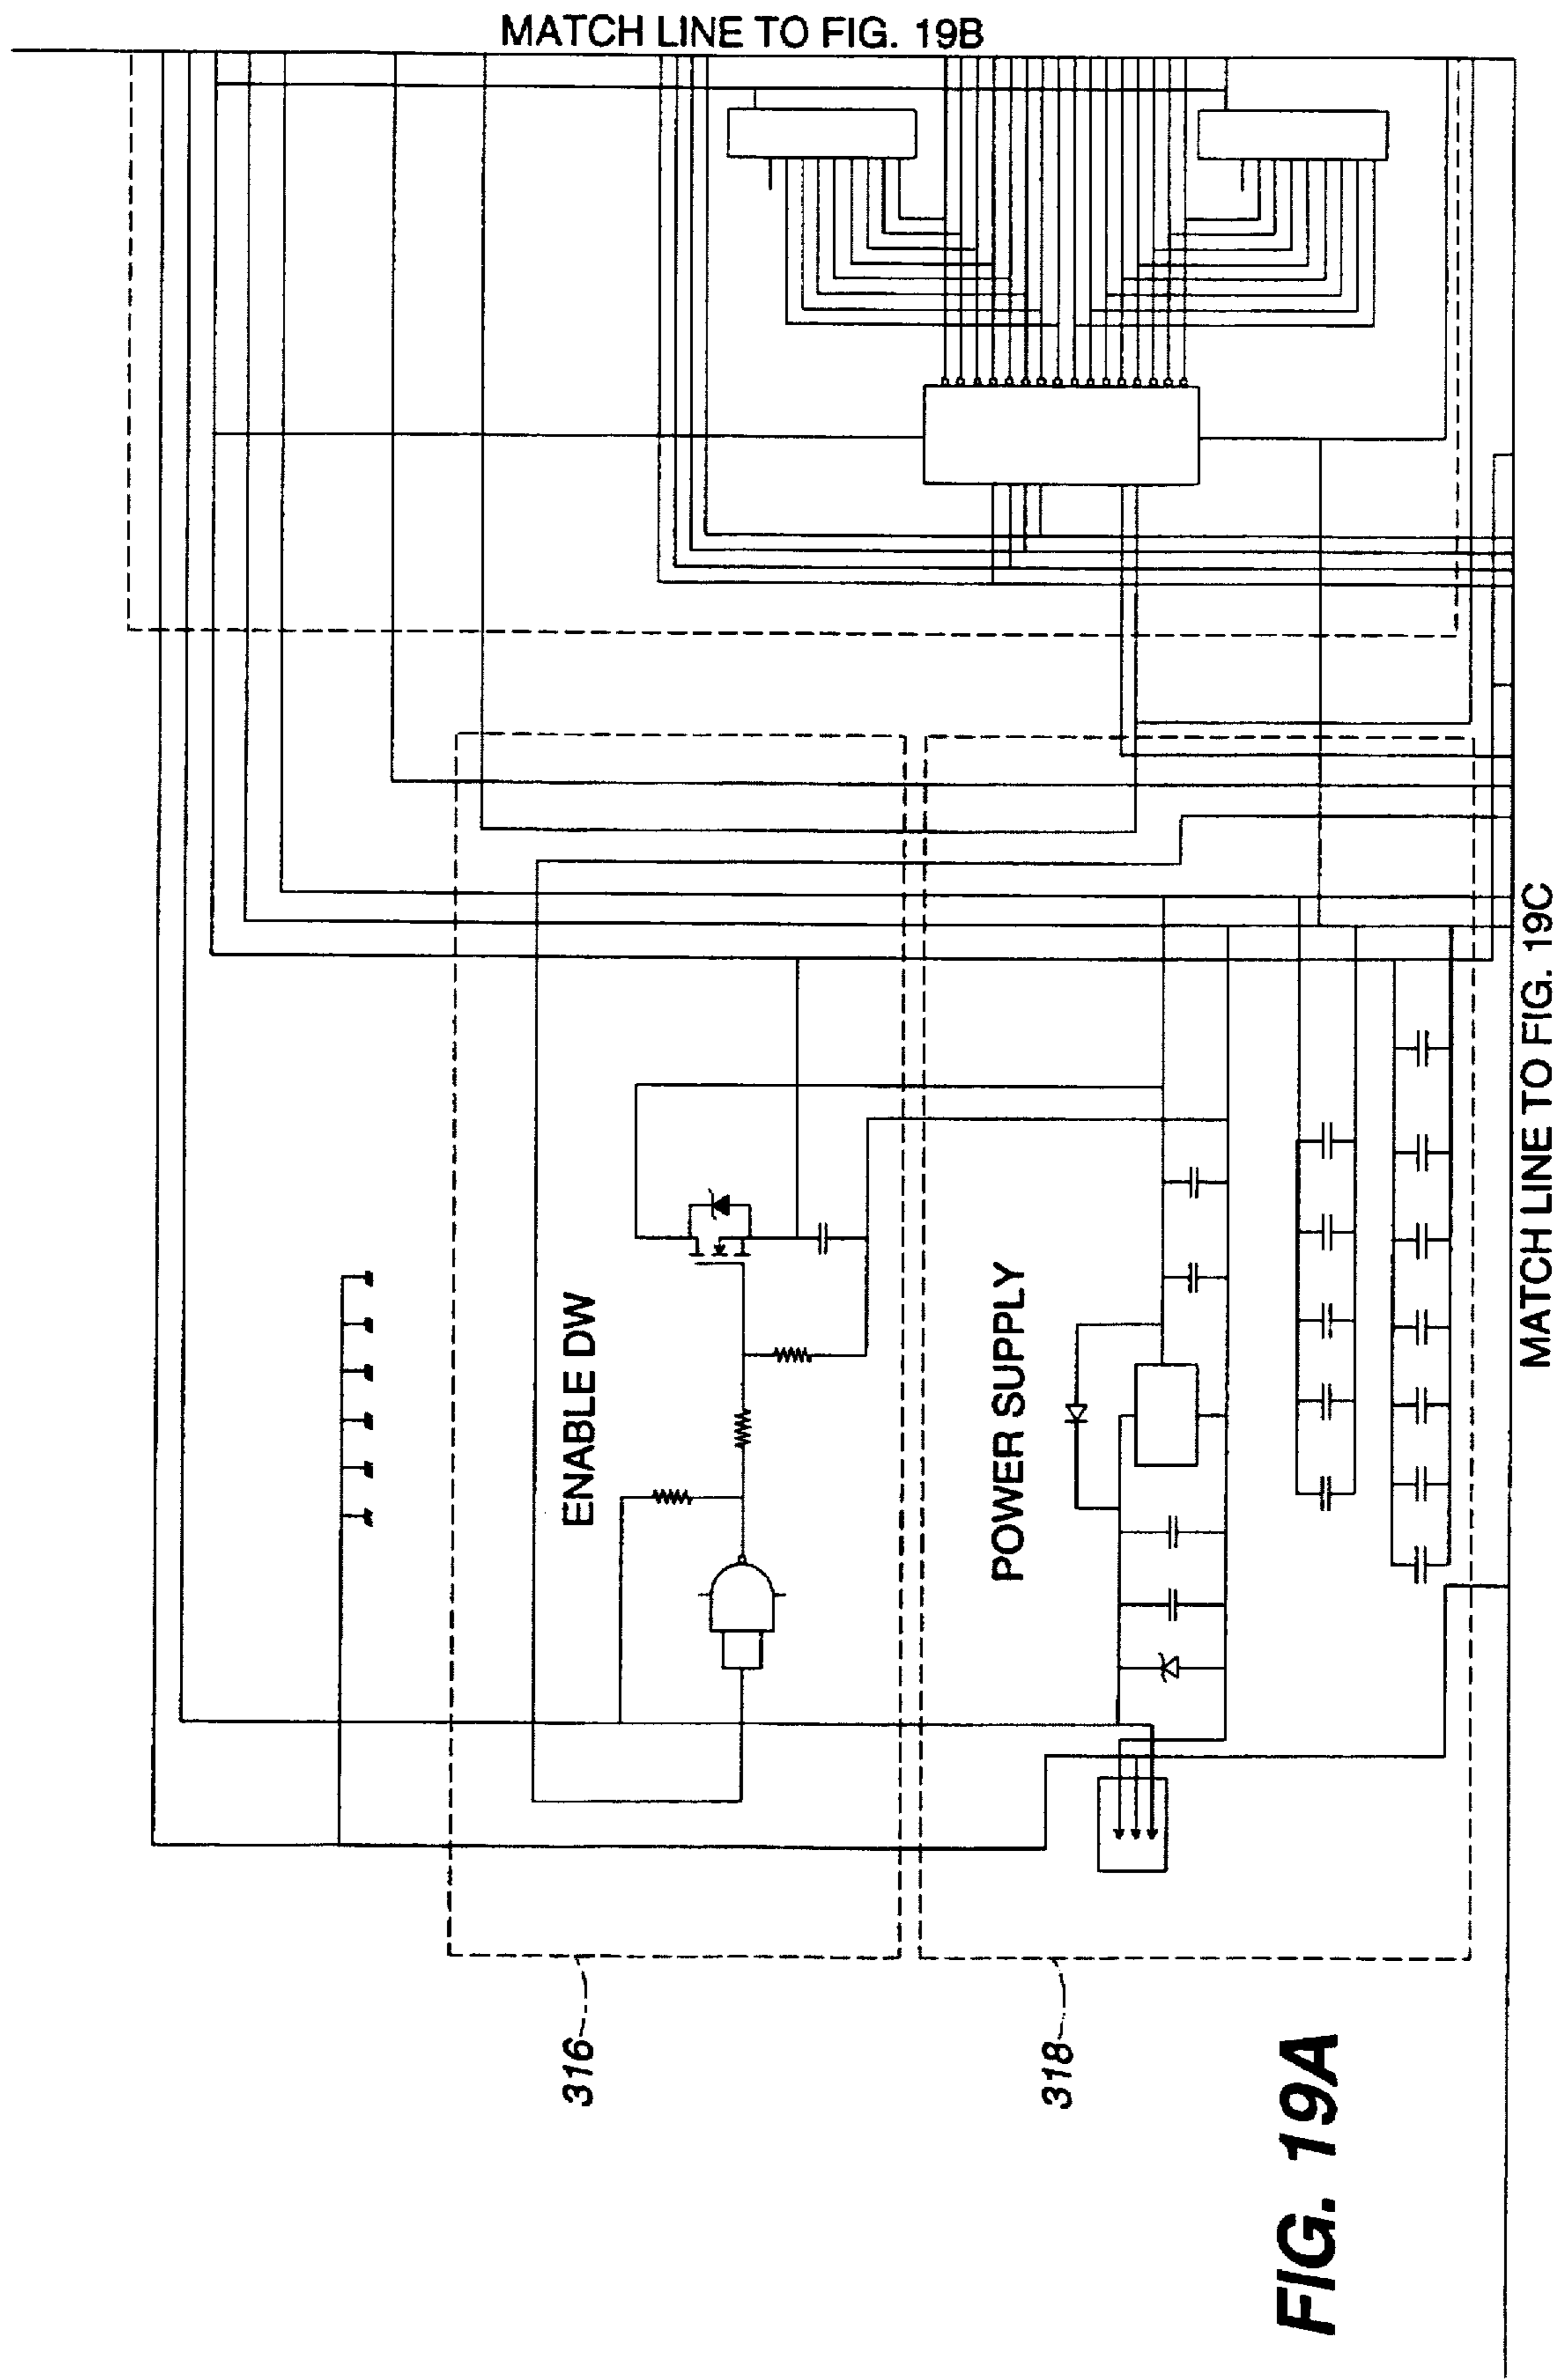 MATCH LINE TO FIG. 19B
ENABLE DW
POWER SUPPLY
MATCH LINE TO FIG. 19C
316
318
FIG. 19A